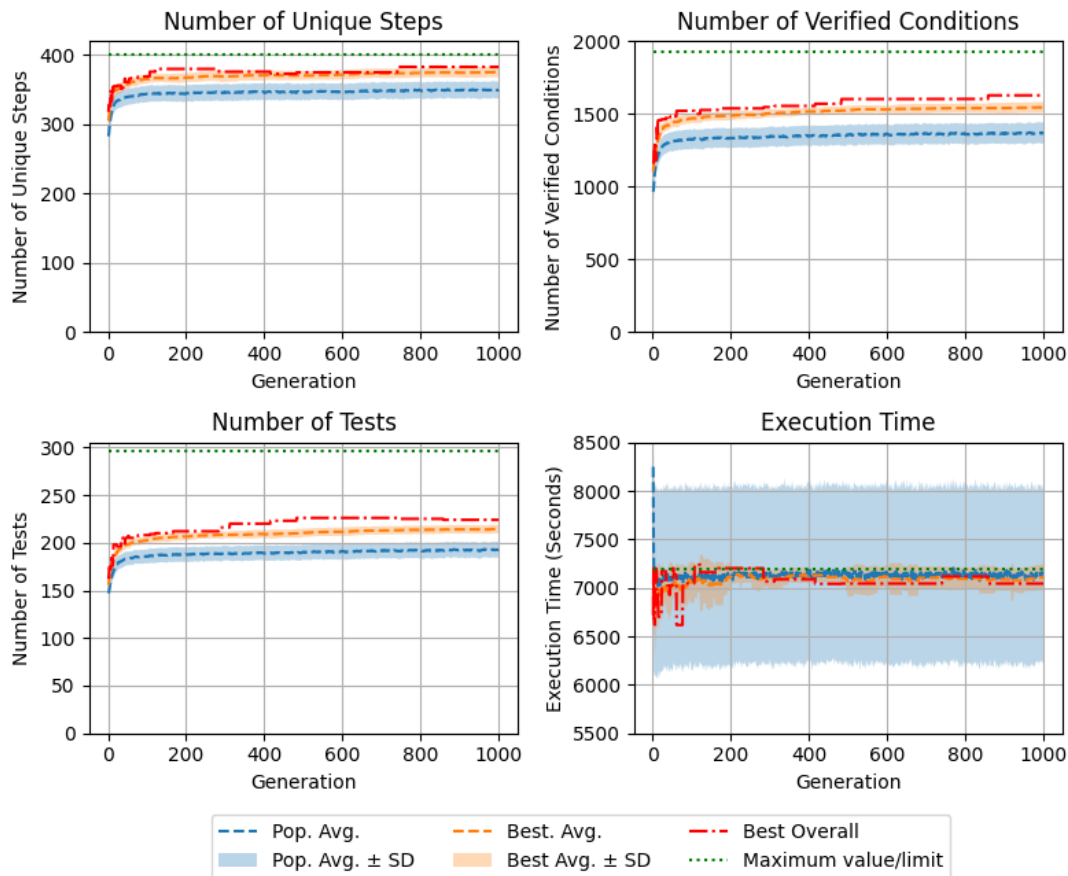 Number of Unique Steps
Number of Unique Steps
400
300
200
100
0
0 200 400 600 800 1000
Generation
Number of Verified Conditions
Number of Verified Conditions
2000
1500
1000
500
0
0 200 400 600 800 1000
Generation
Number of Tests
Number of Tests
300
250
200
150
100
50
0
0 200 400 600 800 1000
Generation
Execution Time
Execution Time (Seconds)
8500
8000
7500
7000
6500
6000
5500
0 200 400 600 800 1000
Generation
Pop. Avg.
Pop. Avg. ± SD
Best. Avg.
Best Avg. ± SD
Best Overall
Maximum value/limit